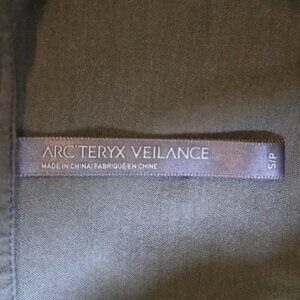 ARC'TERYX VEILANCE
MADE IN CHINA/FABRIQUÉ EN CHINE
S/P